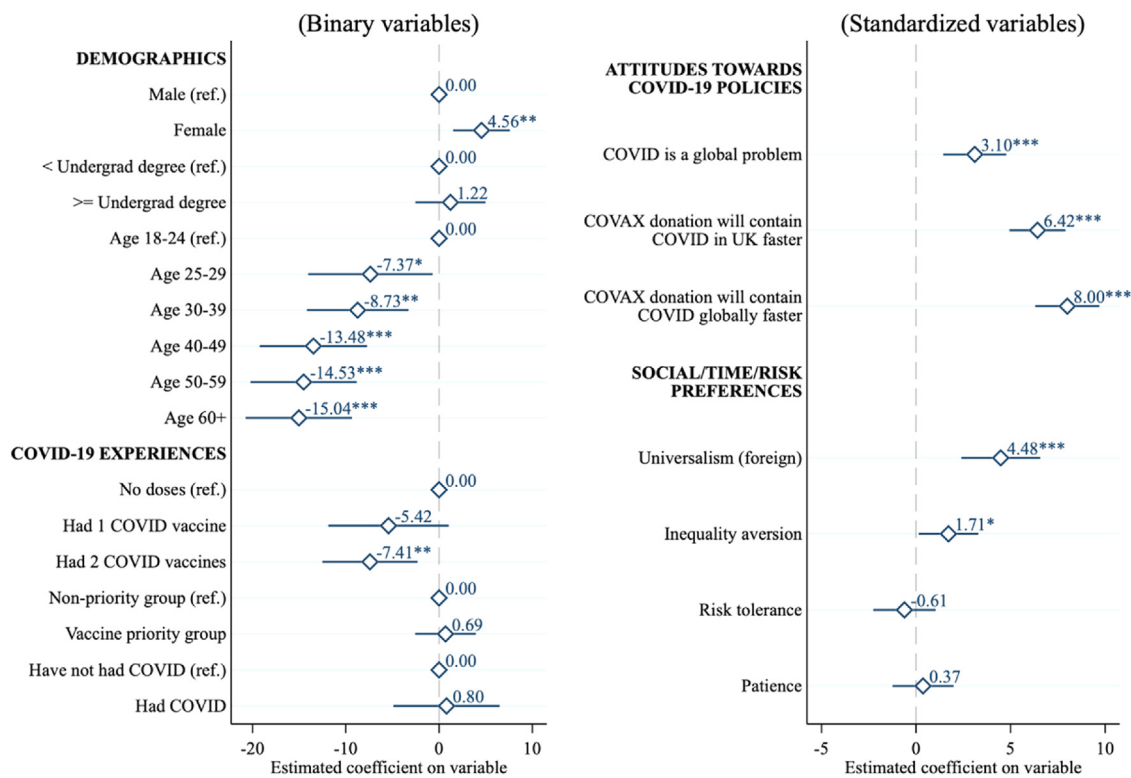 (Binary variables)
DEMOGRAPHICS
Male (ref.)
0.00
Female
4.56**
< Undergrad degree (ref.)
0.00
>= Undergrad degree
1.22
Age 18-24 (ref.)
0.00
Age 25-29
-7.37*
Age 30-39
-8.73**
Age 40-49
-13.48***
Age 50-59
-14.53***
Age 60+
-15.04***
COVID-19 EXPERIENCES
No doses (ref.)
0.00
Had 1 COVID vaccine
-5.42
Had 2 COVID vaccines
-7.41**
Non-priority group (ref.)
0.00
Vaccine priority group
0.69
Have not had COVID (ref.)
0.00
Had COVID
0.80
-20 -10 0 10
Estimated coefficient on variable
(Standardized variables)
ATTITUDES TOWARDS
COVID-19 POLICIES
COVID is a global problem
3.10***
COVAX donation will contain
COVID in UK faster
6.42***
COVAX donation will contain
COVID globally faster
8.00***
SOCIAL/TIME/RISK
PREFERENCES
Universalism (foreign)
4.48***
Inequality aversion
1.71*
Risk tolerance
-0.61
Patience
0.37
-5 0 5 10
Estimated coefficient on variable